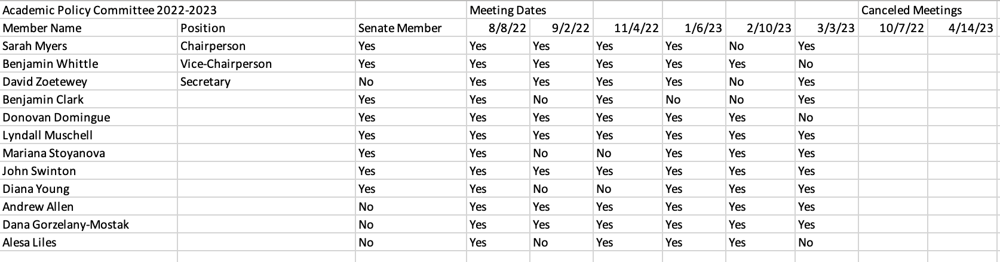 Academic Policy Committee 2022-2023 Meeting Dates Canceled Meetings
Member Name Position Senate Member 8/8/22 9/2/22 11/4/22 1/6/23 2/10/23 3/3/23 10/7/22 4/14/23
Sarah Myers Chairperson Yes Yes Yes Yes Yes No Yes
Benjamin Whittle Vice-Chairperson Yes Yes Yes Yes Yes Yes No
David Zoetewey Secretary No Yes Yes Yes Yes No Yes
Benjamin Clark Yes Yes No Yes No No Yes
Donovan Domingue Yes Yes Yes Yes Yes Yes No
Lyndall Muschell Yes Yes Yes Yes Yes Yes Yes
Mariana Stoyanova Yes Yes No No Yes Yes Yes
John Swinton Yes Yes Yes Yes Yes Yes Yes
Diana Young Yes Yes No No Yes Yes Yes
Andrew Allen No Yes Yes Yes Yes Yes Yes
Dana Gorzelany-Mostak No Yes Yes Yes Yes Yes Yes
Alesa Liles No Yes No Yes Yes Yes No